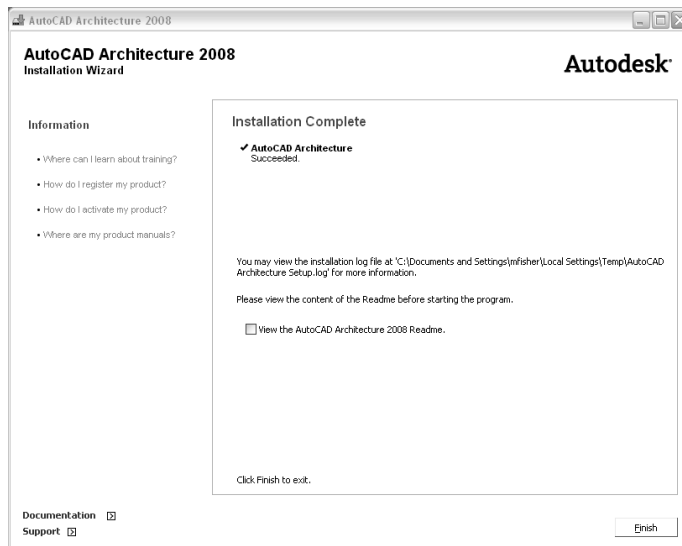 AutoCAD Architecture 2008
AutoCAD Architecture 2008
Installation Wizard
Autodesk
Information
• Where can I learn about training?
• How do I register my product?
• How do I activate my product?
• Where are my product manuals?
Installation Complete
✔ AutoCAD Architecture
Succeeded.
You may view the installation log file at 'C:\Documents and Settings\mfisher\Local Settings\Temp\AutoCAD
Architecture Setup.log' for more information.
Please view the content of the Readme before starting the program.
View the AutoCAD Architecture 2008 Readme.
Click Finish to exit.
Documentation
Support
Finish